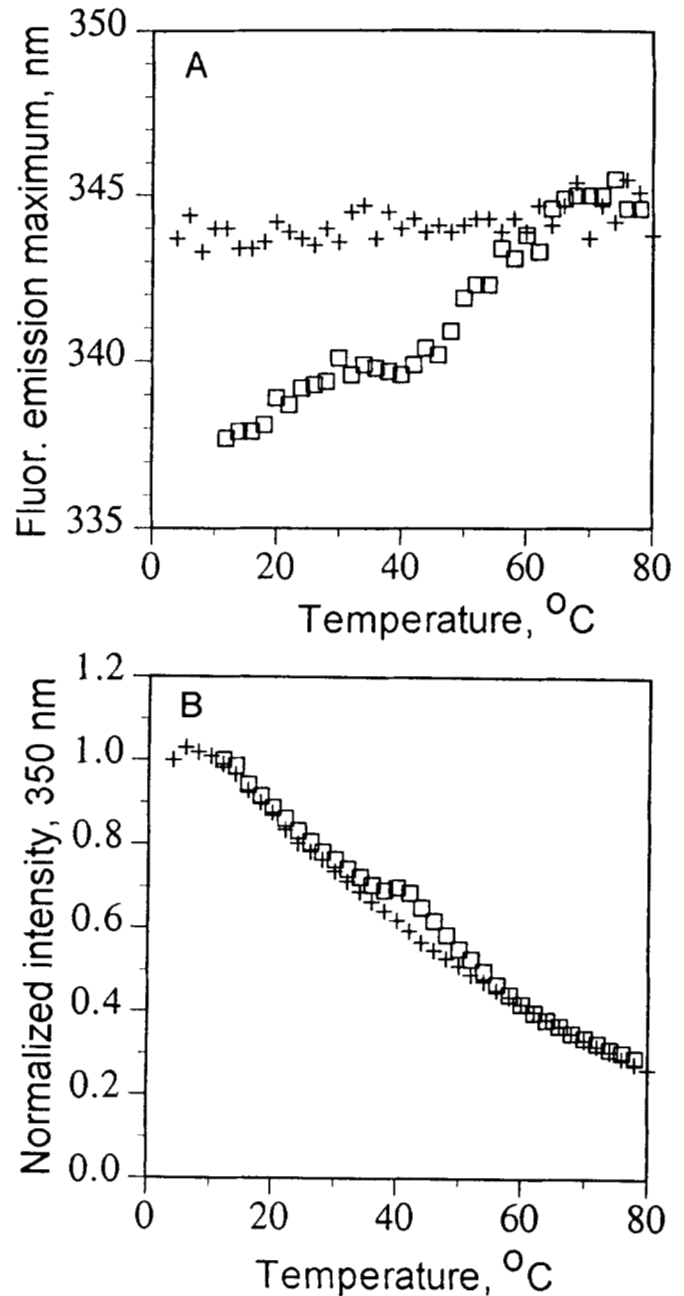 350
A
345
340
335
Fluor. emission maximum, nm
0 20 40 60 80
Temperature, °C
1.2
B
1.0
0.8
0.6
0.4
0.2
0.0
Normalized intensity, 350 nm
0 20 40 60 80
Temperature, °C